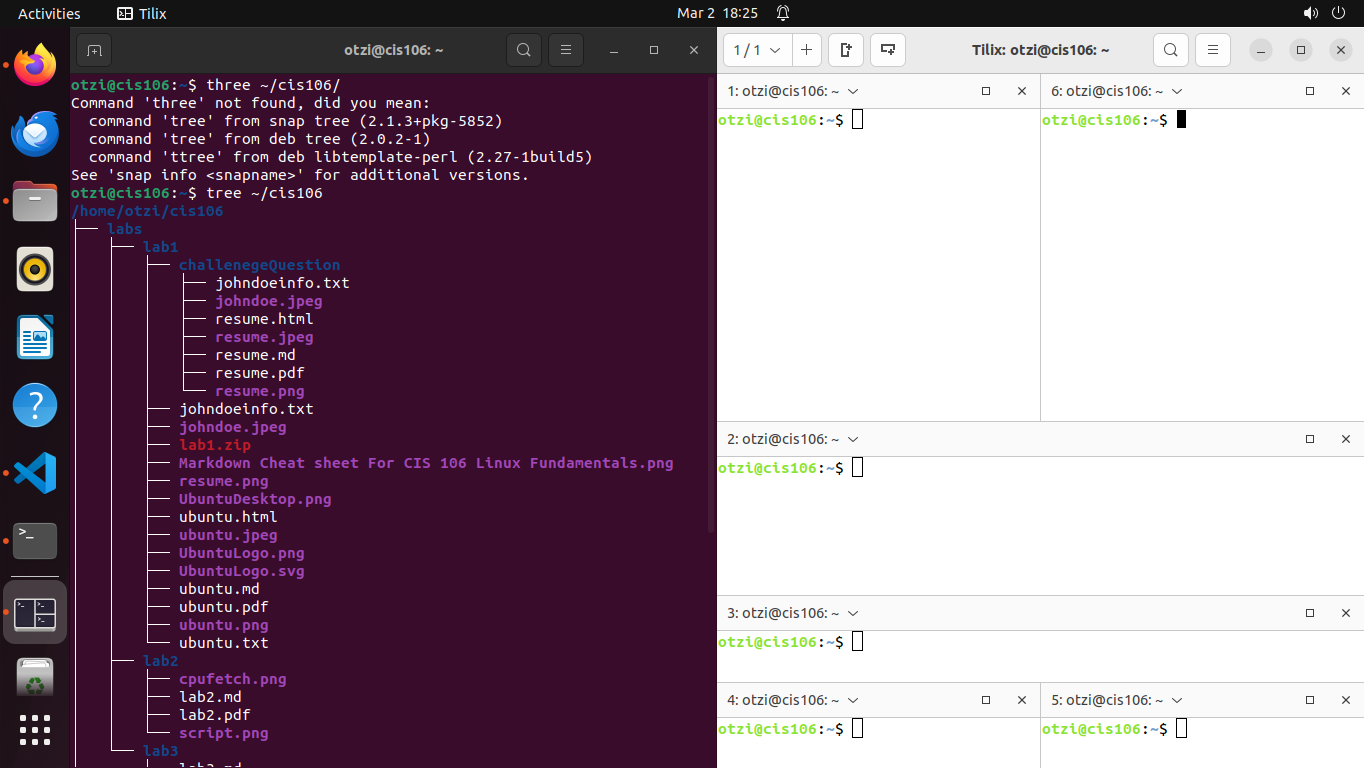 Activities
Tilix
Mar 2 18:25
otzi@cis106: ~
otzi@cis106:~$ three ~/cis106/
Command 'three' not found, did you mean:
command 'tree' from snap tree (2.1.3+pkg-5852)
command 'tree' from deb tree (2.0.2-1)
command 'ttree' from deb libtemplate-perl (2.27-1build5)
See 'snap info <snapname>' for additional versions.
otzi@cis106:~$ tree ~/cis106
/home/otzi/cis106
labs
lab1
challenegeQuestion
johndoeinfo.txt
johndoe.jpeg
resume.html
resume.jpeg
resume.md
resume.pdf
resume.png
johndoeinfo.txt
johndoe.jpeg
lab1.zip
Markdown Cheat sheet For CIS 106 Linux Fundamentals.png
resume.png
UbuntuDesktop.png
ubuntu.html
ubuntu.jpeg
UbuntuLogo.png
UbuntuLogo.svg
ubuntu.md
ubuntu.pdf
ubuntu.png
ubuntu.txt
lab2
cpufetch.png
lab2.md
lab2.pdf
script.png
lab3
1 / 1
Tilix: otzi@cis106: ~
1: otzi@cis106: ~
otzi@cis106:~$
6: otzi@cis106: ~
otzi@cis106:~$
2: otzi@cis106: ~
otzi@cis106:~$
3: otzi@cis106: ~
otzi@cis106:~$
4: otzi@cis106: ~
otzi@cis106:~$
5: otzi@cis106: ~
otzi@cis106:~$